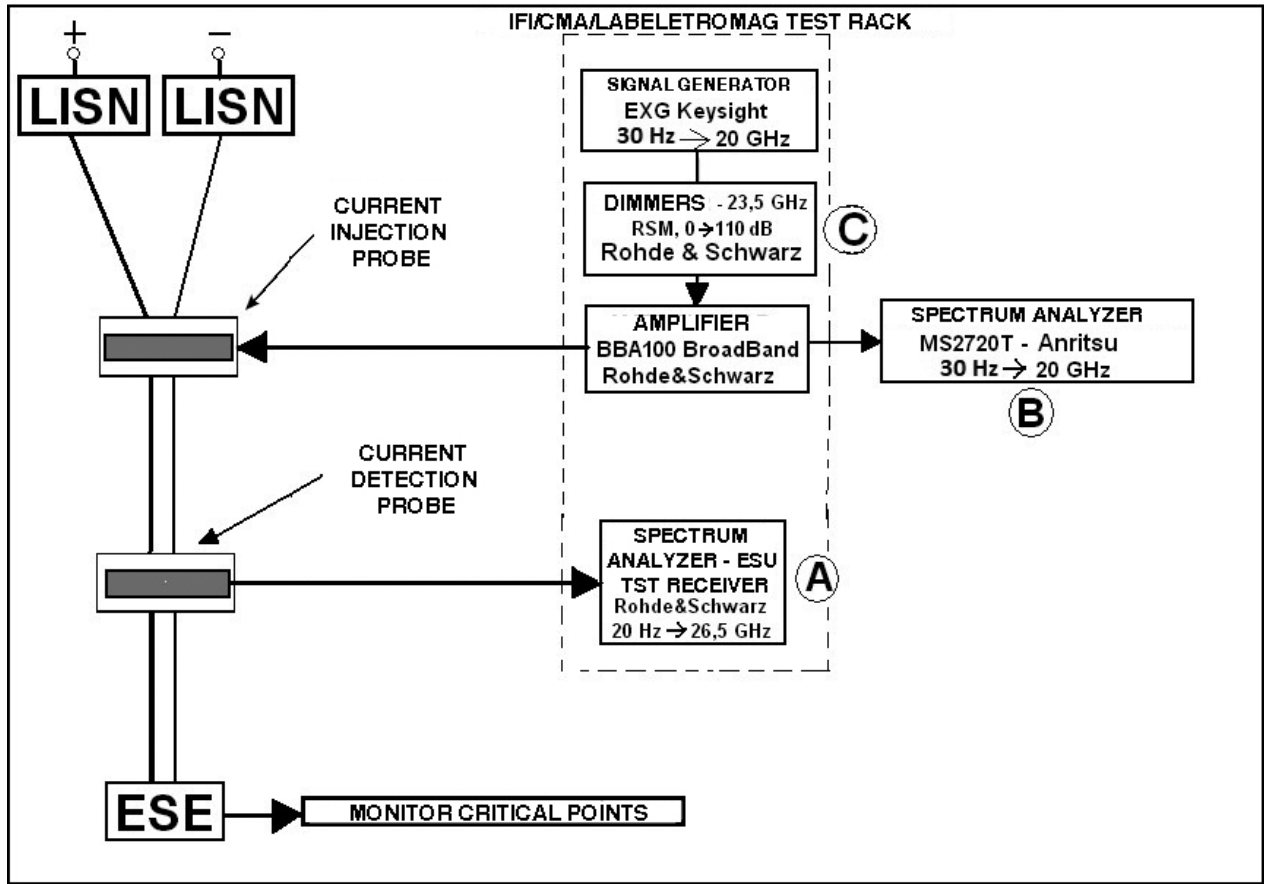 IFI/CMA/LABELETROMAG TEST RACK
+
−
LISN
LISN
SIGNAL GENERATOR
EXG Keysight
30 Hz → 20 GHz
DIMMERS - 23,5 GHz
RSM, 0→110 dB
Rohde & Schwarz
C
CURRENT
INJECTION
PROBE
AMPLIFIER
BBA100 BroadBand
Rohde&Schwarz
SPECTRUM ANALYZER
MS2720T - Anritsu
30 Hz → 20 GHz
B
CURRENT
DETECTION
PROBE
SPECTRUM
ANALYZER - ESU
TST RECEIVER
Rohde&Schwarz
20 Hz → 26,5 GHz
A
ESE
MONITOR CRITICAL POINTS